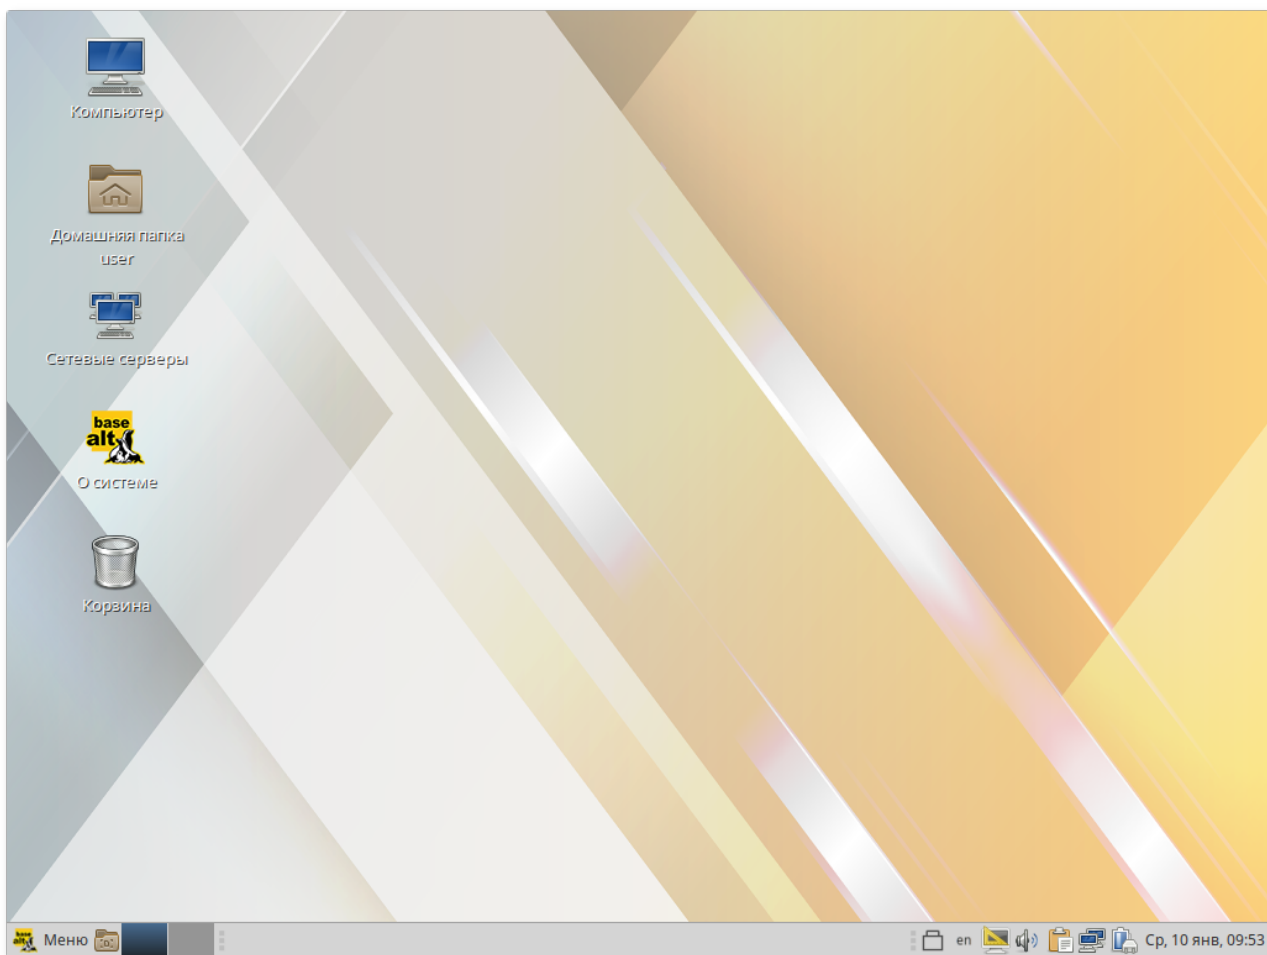 Компьютер
Домашняя папка
user
Сетевые серверы
base
alt
О системе
Корзина
Меню
en
Ср, 10 янв, 09:53